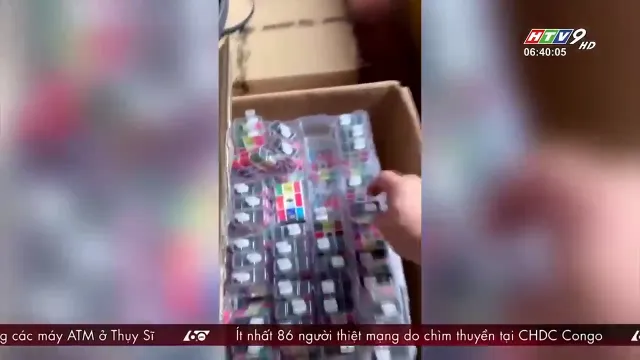 HTV9 HD
06:40:05
g các máy ATM ở Thụy Sĩ 60 Ít nhất 86 người thiệt mạng do chìm thuyền tại CHDC Congo